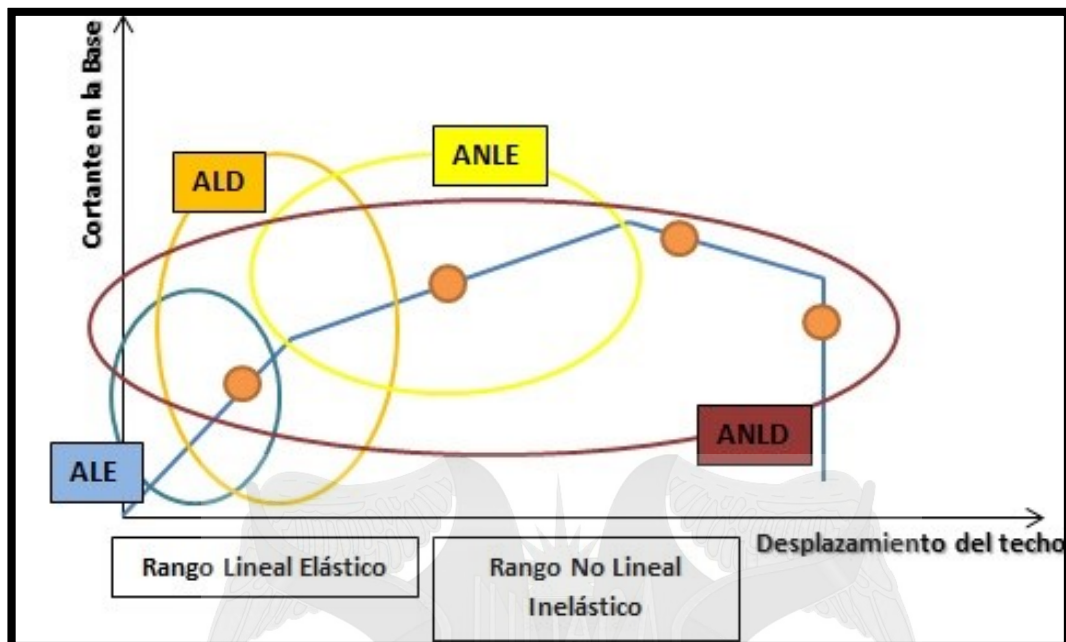 Cortante en la Base
ALD
ANLE
ALE
ANLD
Desplazamiento del techo
Rango Lineal Elástico
Rango No Lineal
Inelástico